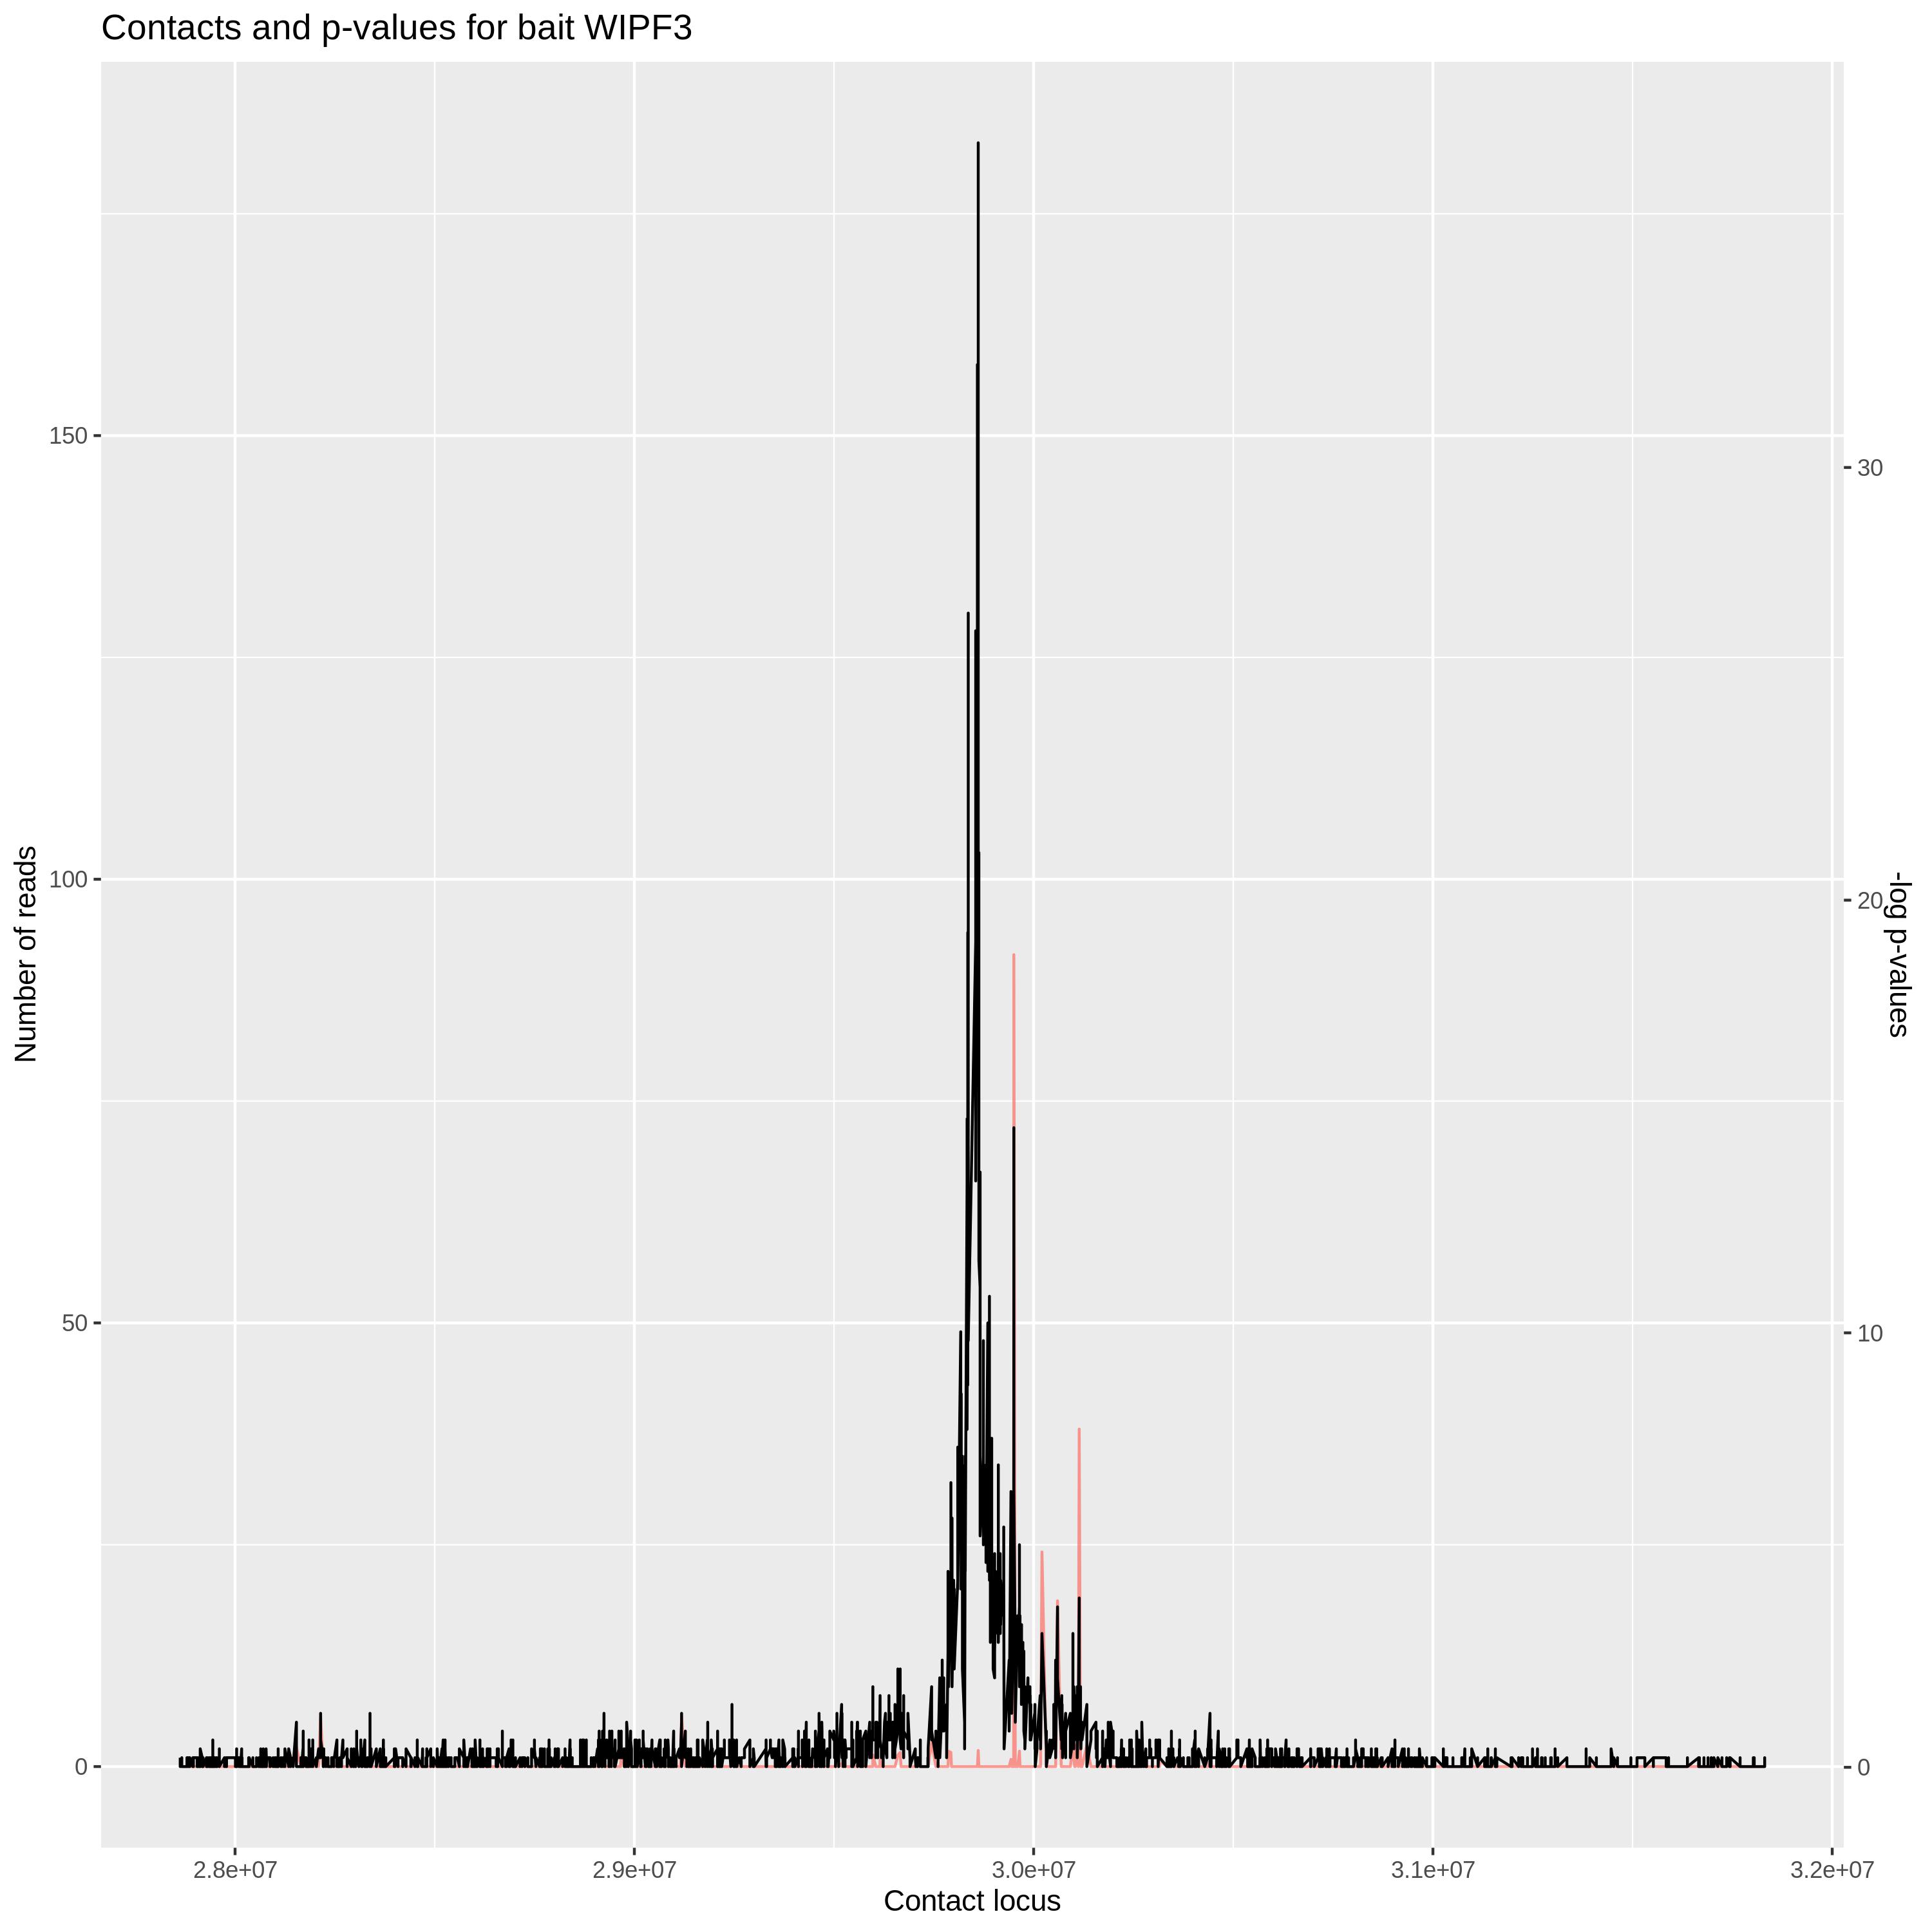 Contacts and p-values for bait WIPF3
150
100
50
0
Number of reads
30
20
10
0
-log p-values
2.8e+07
2.9e+07
3.0e+07
3.1e+07
3.2e+07
Contact locus